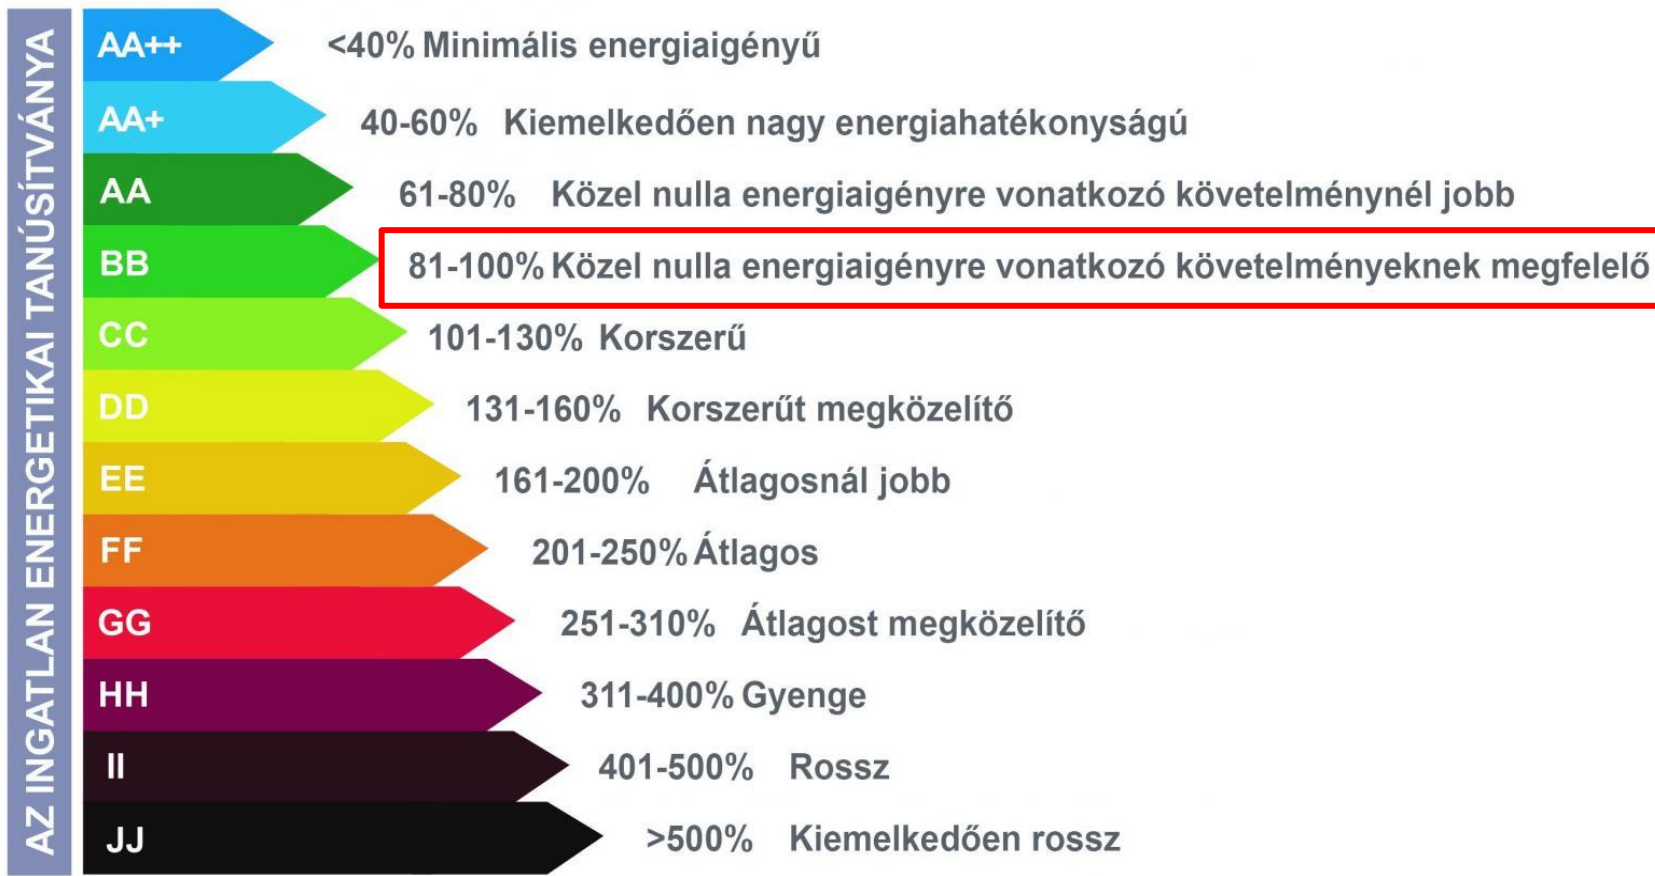 AZ INGATLAN ENERGETIKAI TANÚSÍTVÁNYA
AA++ <40% Minimális energiaigényű
AA+ 40-60% Kiemelkedően nagy energiahatékonyságú
AA 61-80% Közel nulla energiaigényre vonatkozó követelménynél jobb
BB 81-100% Közel nulla energiaigényre vonatkozó követelményeknek megfelelő
CC 101-130% Korszerű
DD 131-160% Korszerűt megközelítő
EE 161-200% Átlagosnál jobb
FF 201-250% Átlagos
GG 251-310% Átlagost megközelítő
HH 311-400% Gyenge
II 401-500% Rossz
JJ >500% Kiemelkedően rossz